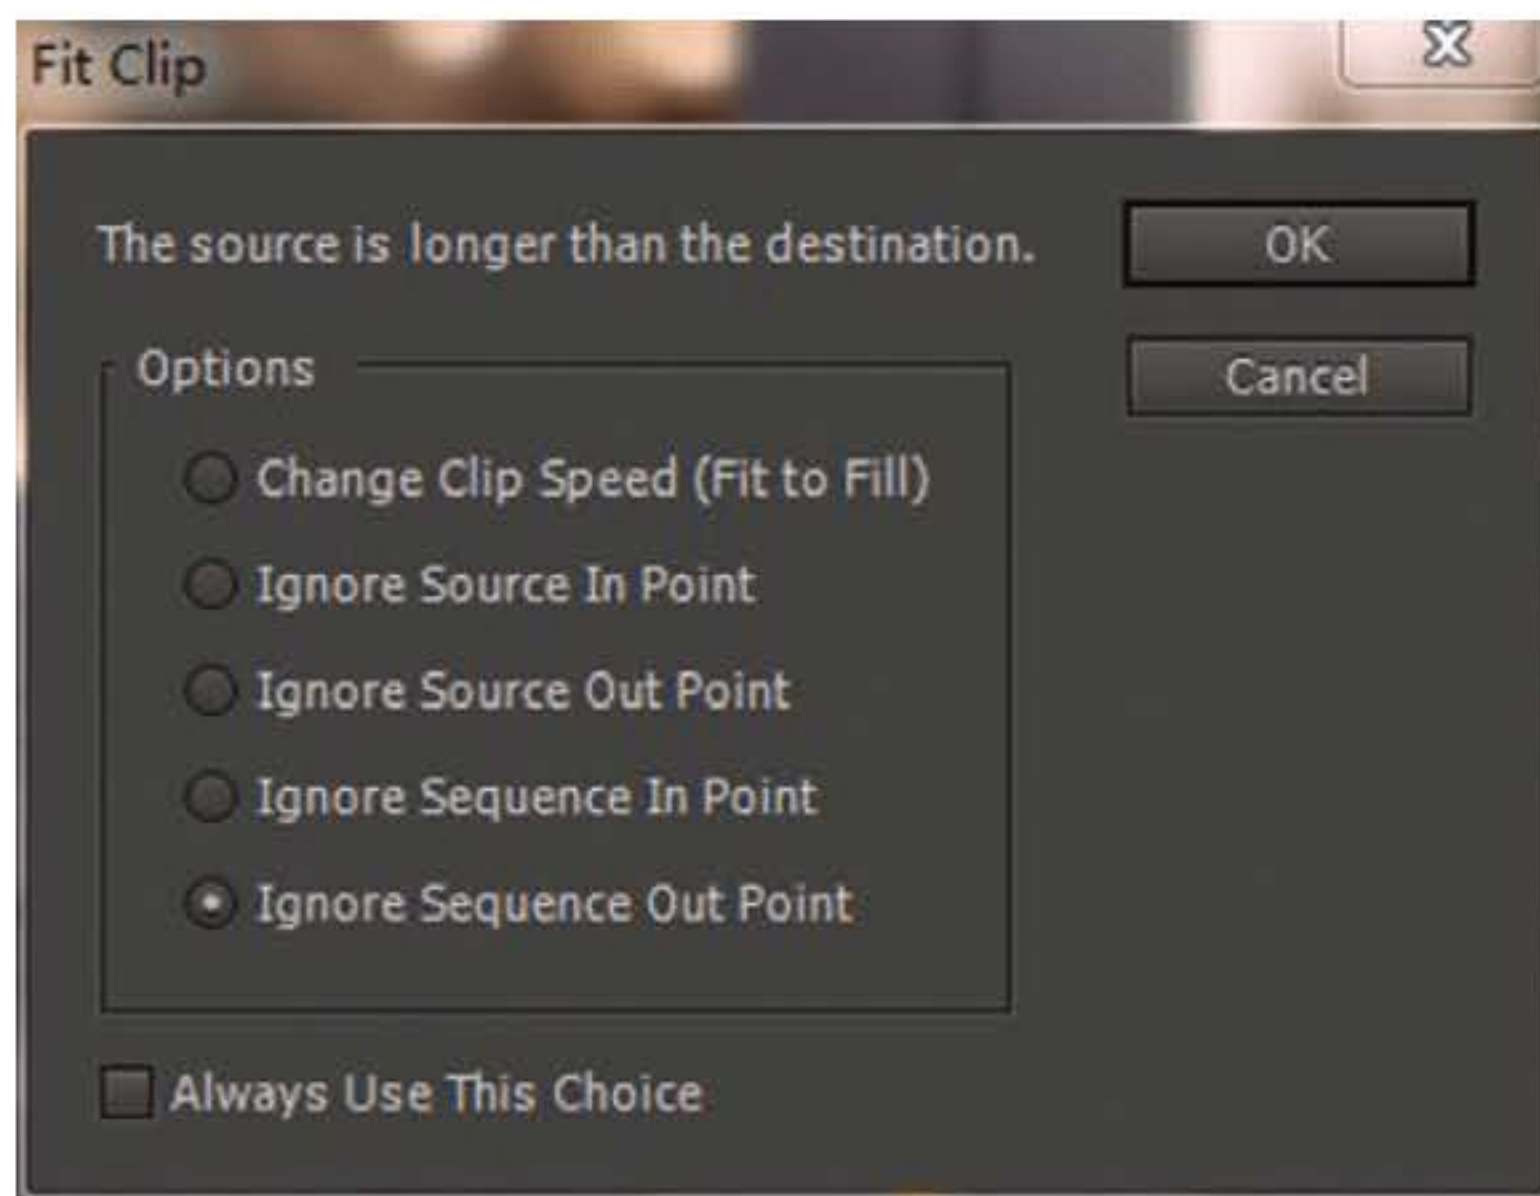 Fit Clip
The source is longer than the destination.
OK
Options
Cancel
Change Clip Speed (Fit to Fill)
Ignore Source In Point
Ignore Source Out Point
Ignore Sequence In Point
Ignore Sequence Out Point
Always Use This Choice